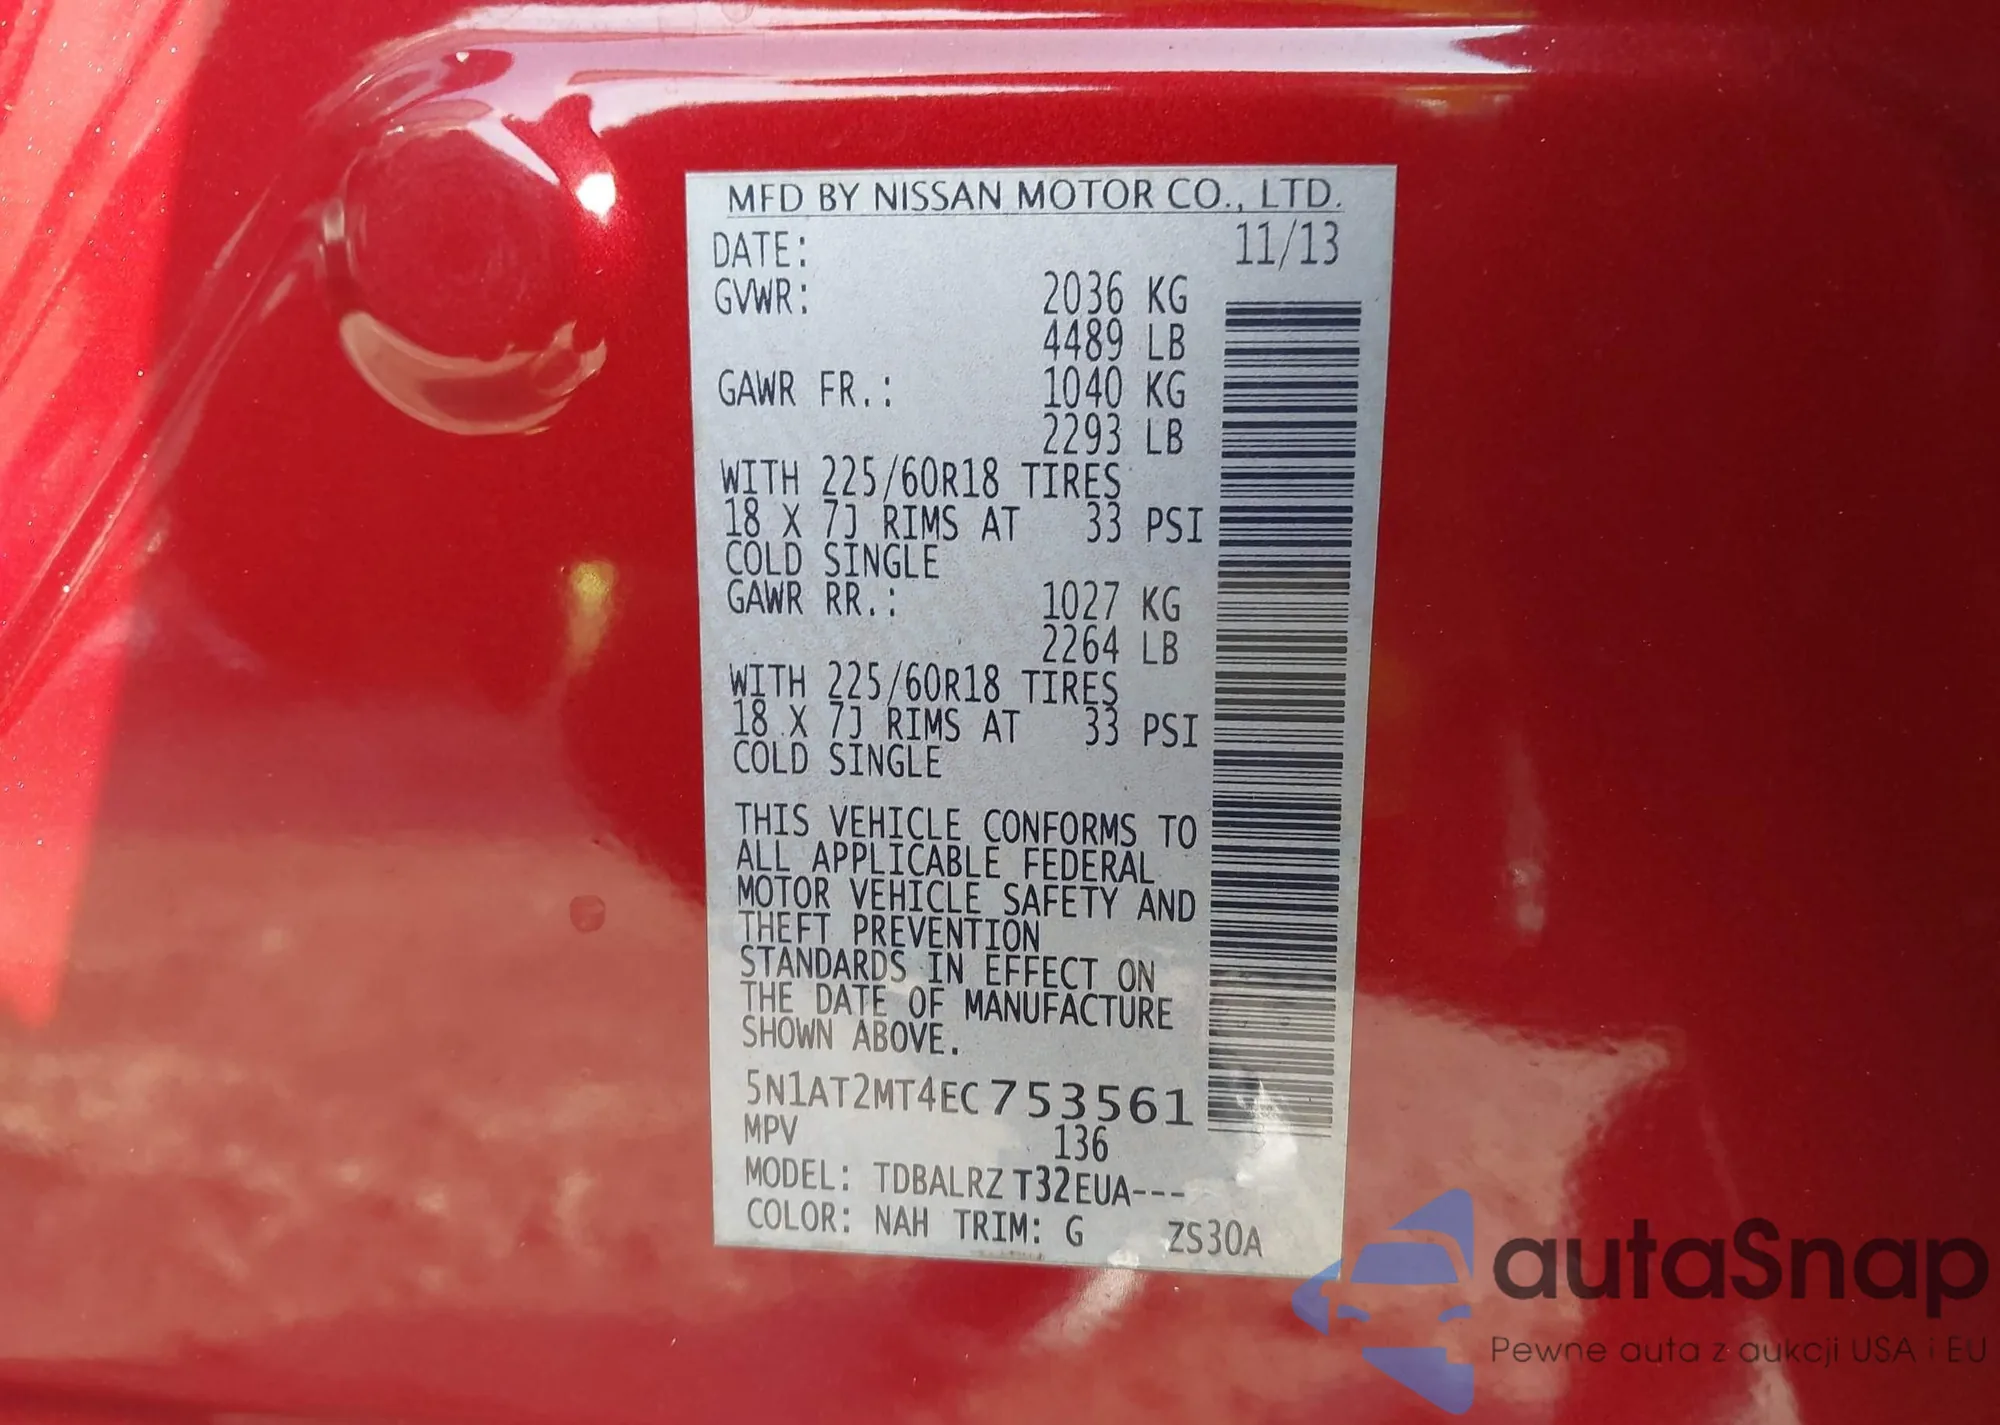 MFD BY NISSAN MOTOR CO., LTD.
DATE: 11/13
GVWR: 2036 KG
4489 LB
GAWR FR.: 1040 KG
2293 LB
WITH 225/60R18 TIRES
18 X 7J RIMS AT 33 PSI
COLD SINGLE
GAWR RR.: 1027 KG
2264 LB
WITH 225/60R18 TIRES
18 X 7J RIMS AT 33 PSI
COLD SINGLE
THIS VEHICLE CONFORMS TO
ALL APPLICABLE FEDERAL
MOTOR VEHICLE SAFETY AND
THEFT PREVENTION
STANDARDS IN EFFECT ON
THE DATE OF MANUFACTURE
SHOWN ABOVE.
5N1AT2MT4EC753561
MPV 136
MODEL: TDBALRZ T32EUA---
COLOR: NAH TRIM: G ZS30A
autaSnap
Pewne auta z aukcji USA i EU